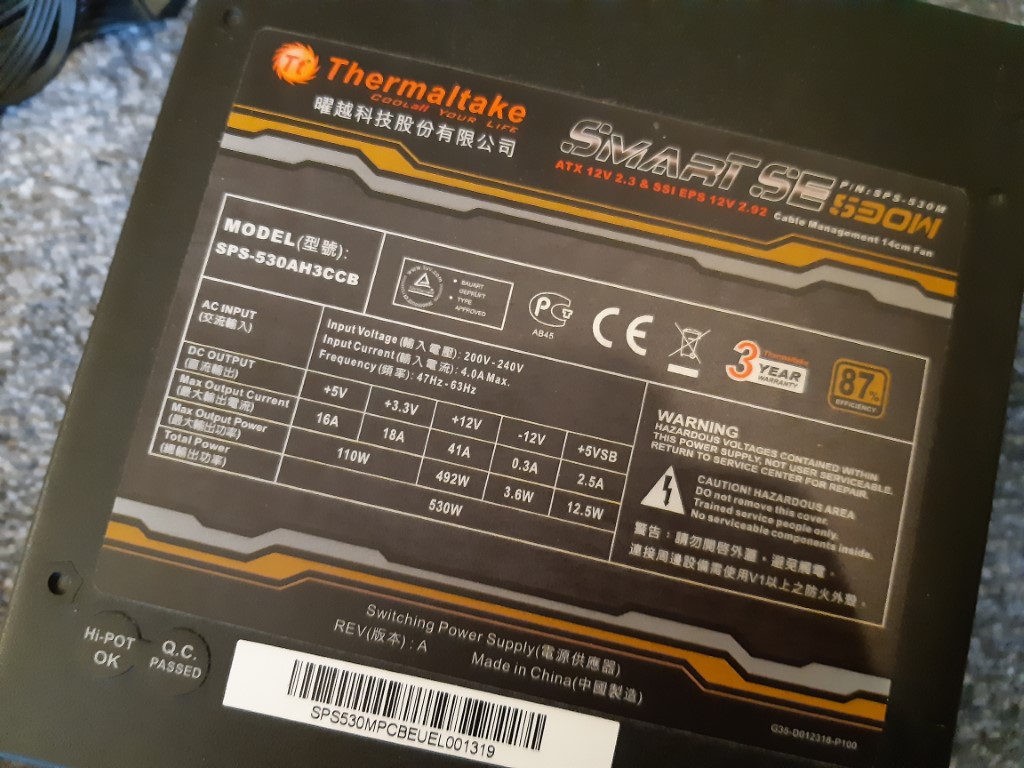 Tt Thermaltake
COOLall YOUR LIFE
曜越科技股份有限公司
SMART SE
P/N: SPS-530M
530W
ATX 12V 2.3 & SSI EPS 12V 2.92
Cable Management 14cm Fan
MODEL(型號):
SPS-530AH3CCB
BAUART
GEPRUFT
TYPE
APPROVED
PC
AB46
CE
3
Thermaltake
YEAR
WARRANTY
87%
EFFICIENCY
AC INPUT
(交流輸入)
Input Voltage (輸入電壓): 200V - 240V
Input Current (輸入電流): 4.0A Max.
Frequency (頻率): 47Hz - 63Hz
DC OUTPUT
(直流輸出)
+5V +3.3V +12V -12V +5VSB
Max Output Current
(最大輸出電流)
16A 18A 41A 0.3A 2.5A
Max Output Power
(最大輸出功率)
110W 492W 3.6W 12.5W
Total Power
(總輸出功率)
530W
WARNING
HAZARDOUS VOLTAGES CONTAINED WITHIN
THIS POWER SUPPLY, NOT USER SERVICEABLE.
RETURN TO SERVICE CENTER FOR REPAIR.
CAUTION! HAZARDOUS AREA
Do not remove this cover.
Trained service people only.
No serviceable components inside.
警告：請勿開啓外蓋，避免觸電。
連接周邊設備需使用V1以上之防火外蓋。
Switching Power Supply(電源供應器)
REV(版本) : A
Made in China(中國製造)
Hi-POT
OK
Q.C.
PASSED
SPS530MPCBEUEL001319
G35-D012316-P100